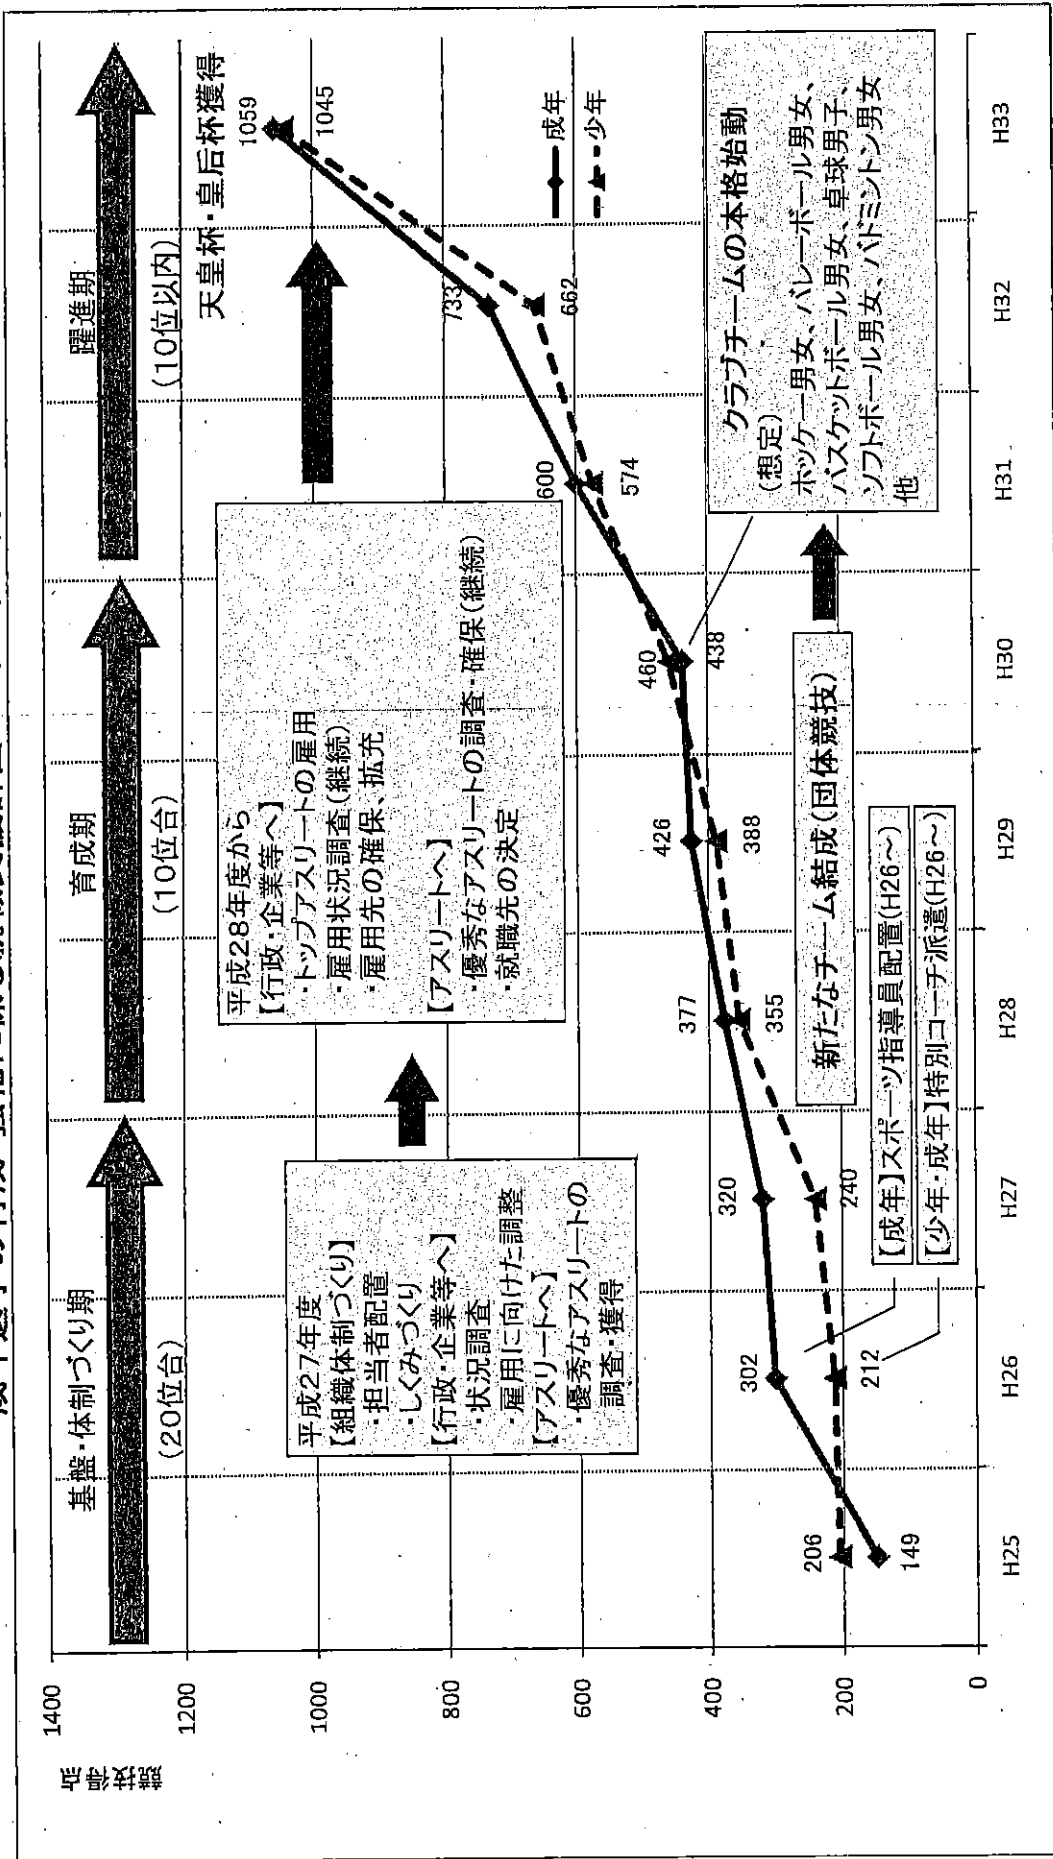 競技得点
1400
1200
1000
800
600
400
200
0
基盤・体制づくり期
(20位台)
育成期
(10位台)
躍進期
(10位以内)
天皇杯・皇后杯獲得
平成27年度
【組織体制づくり】
・担当者配置
・しくみづくり
【行政・企業等へ】
・状況調査
・雇用に向けた調整
【アスリートへ】
・優秀なアスリートの
調査・獲得
平成28年度から
【行政・企業等へ】
・トップアスリートの雇用
・雇用状況調査(継続)
・雇用先の確保、拡充
【アスリートへ】
・優秀なアスリートの調査・確保(継続)
・就職先の決定
1059
1045
733
662
600
574
460
438
426
388
377
355
320
240
302
212
206
149
成年
少年
新たなチーム結成(団体競技)
クラブチームの本格始動
(想定)
ホッケー男女、バレーボール男女、
バスケットボール男女、卓球男子、
ソフトボール男女、バドミントン男女
他
【成年】スポーツ指導員配置(H26～)
【少年・成年】特別コーチ派遣(H26～)
H25
H26
H27
H28
H29
H30
H31
H32
H33